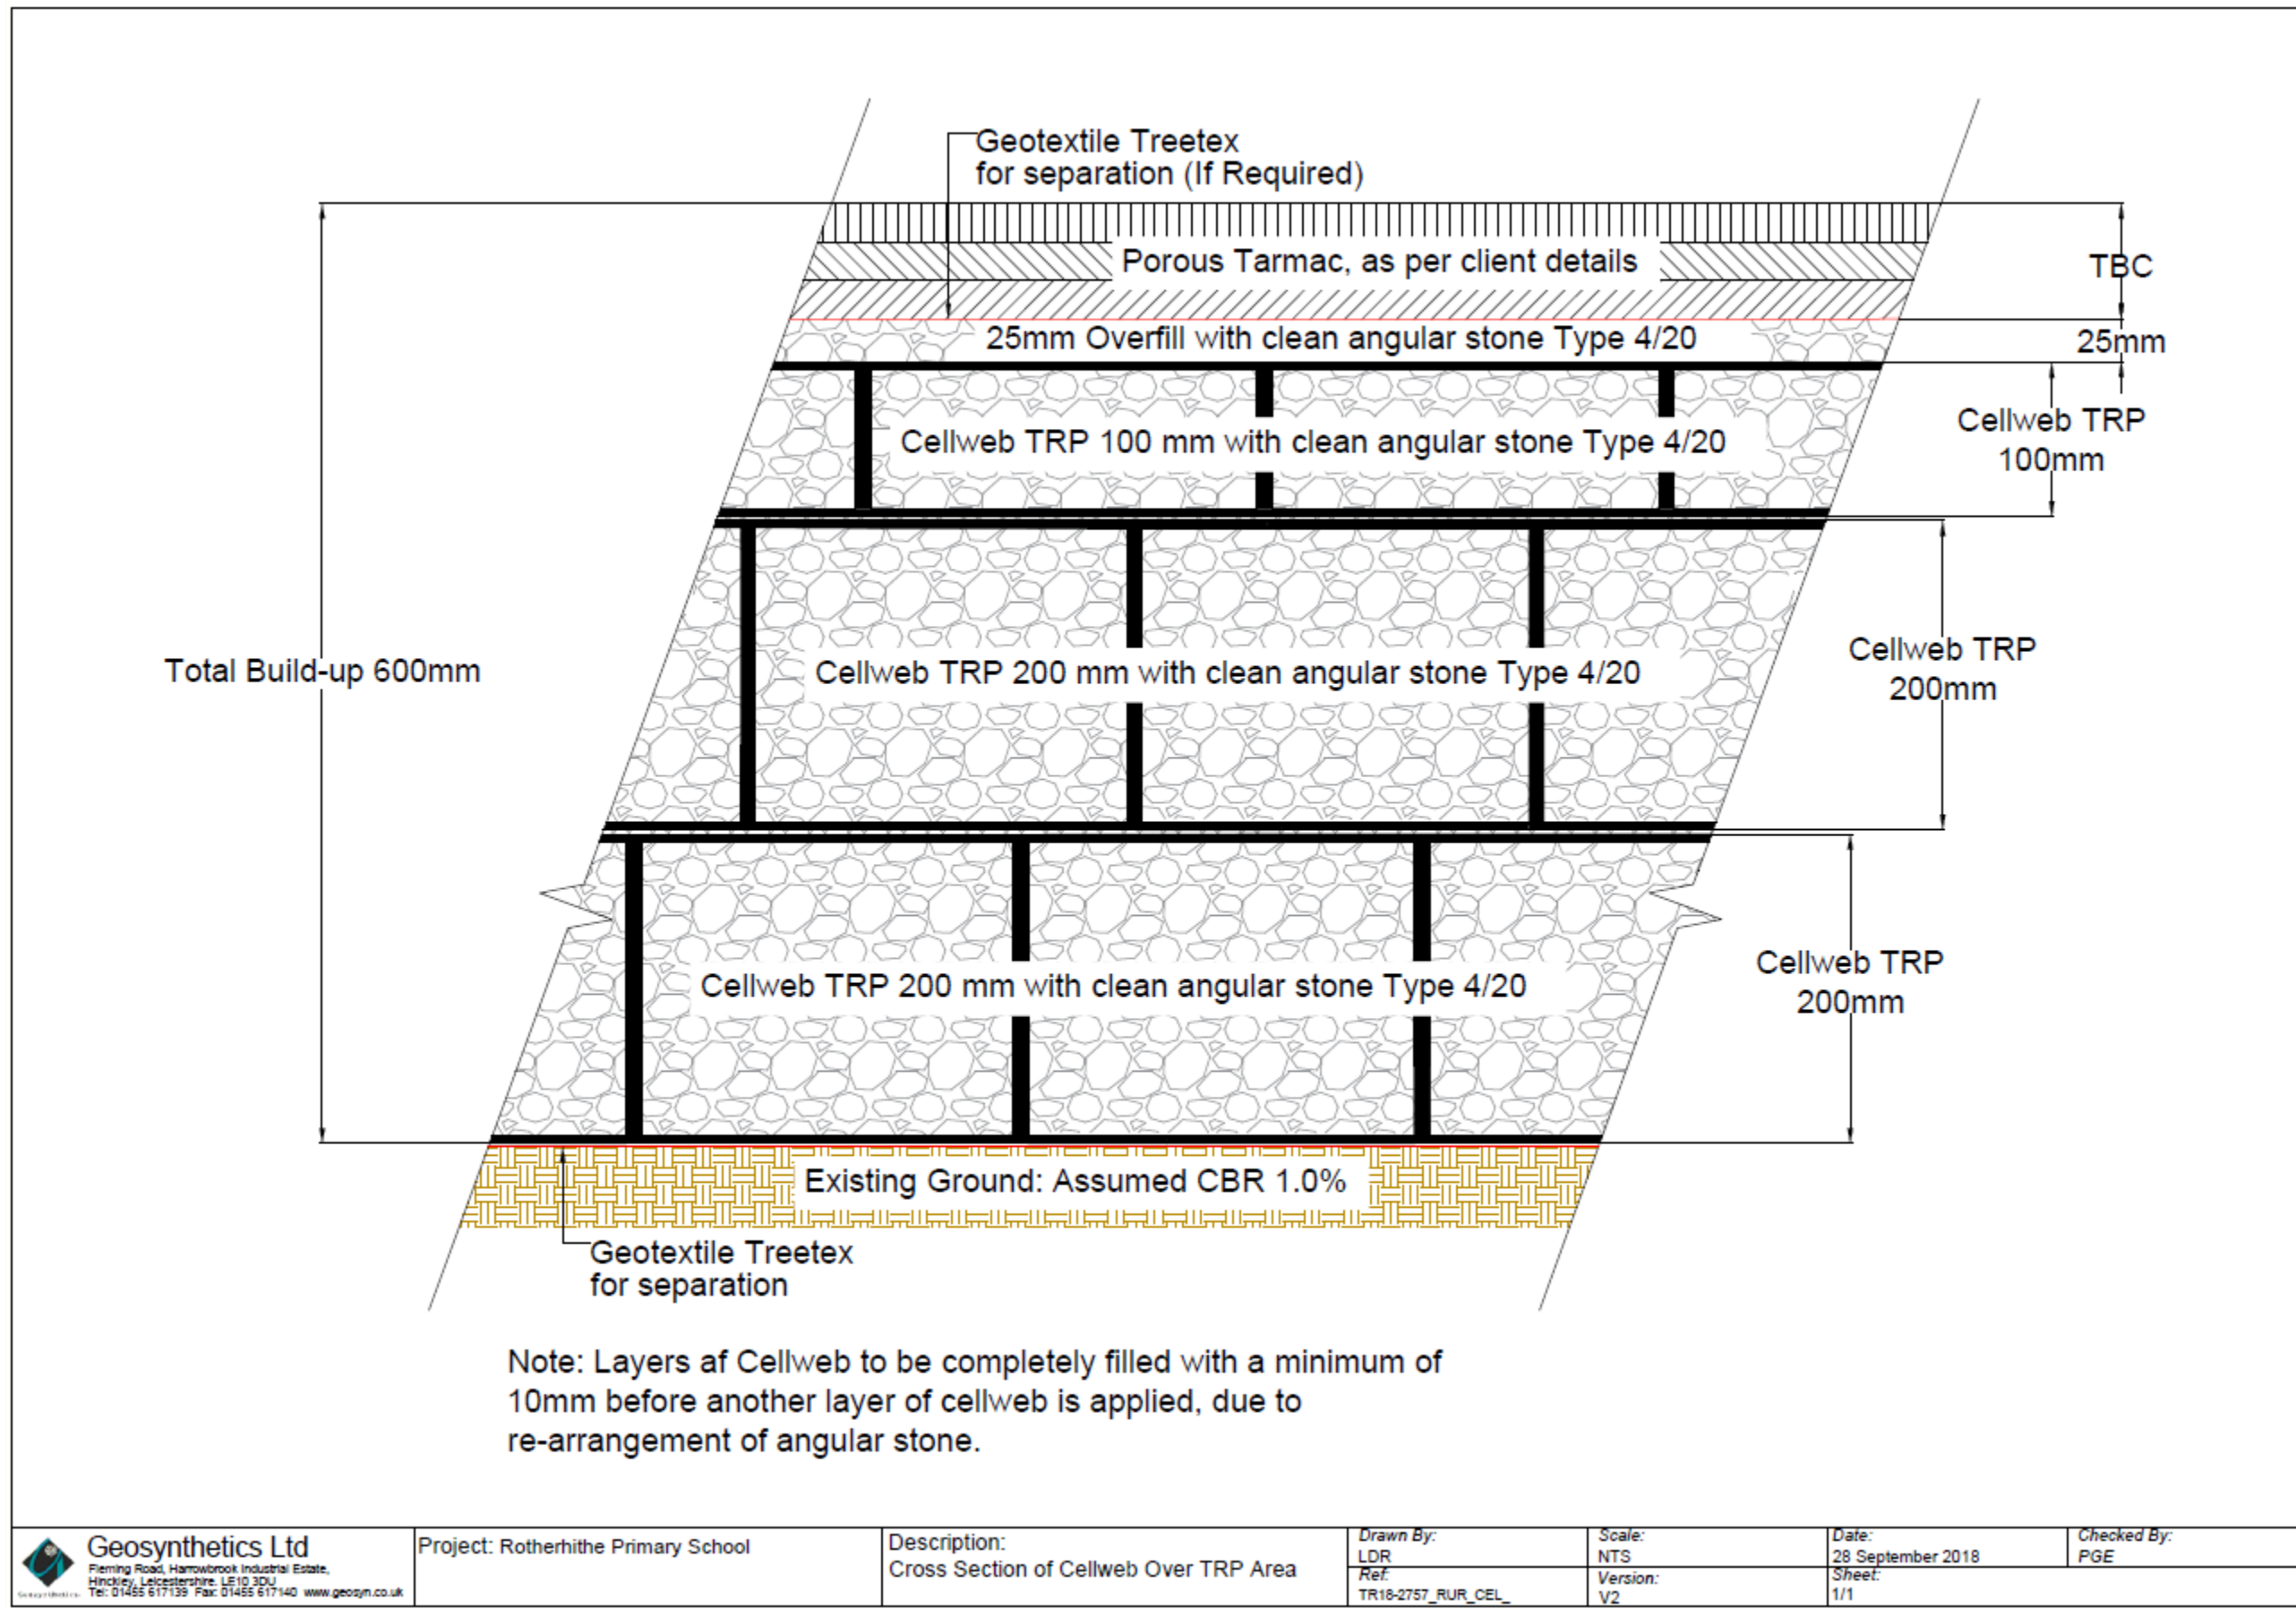 Geotextile Treetex
for separation (If Required)
Porous Tarmac, as per client details
TBC
25mm Overfill with clean angular stone Type 4/20
25mm
Cellweb TRP 100 mm with clean angular stone Type 4/20
Cellweb TRP
100mm
Total Build-up 600mm
Cellweb TRP 200 mm with clean angular stone Type 4/20
Cellweb TRP
200mm
Cellweb TRP 200 mm with clean angular stone Type 4/20
Cellweb TRP
200mm
Existing Ground: Assumed CBR 1.0%
Geotextile Treetex
for separation
Note: Layers af Cellweb to be completely filled with a minimum of
10mm before another layer of cellweb is applied, due to
re-arrangement of angular stone.
Geosynthetics Ltd
Fleming Road, Harrowbrook Industrial Estate,
Hinckley, Leicestershire. LE10 3DU
Tel: 01455 617139 Fax: 01455 617140 www.geosyn.co.uk
Geosynthetics
Project: Rotherhithe Primary School
Description:
Cross Section of Cellweb Over TRP Area
Drawn By:
LDR
Ref:
TR18-2757_RUR_CEL_
Scale:
NTS
Version:
V2
Date:
28 September 2018
Sheet:
1/1
Checked By:
PGE